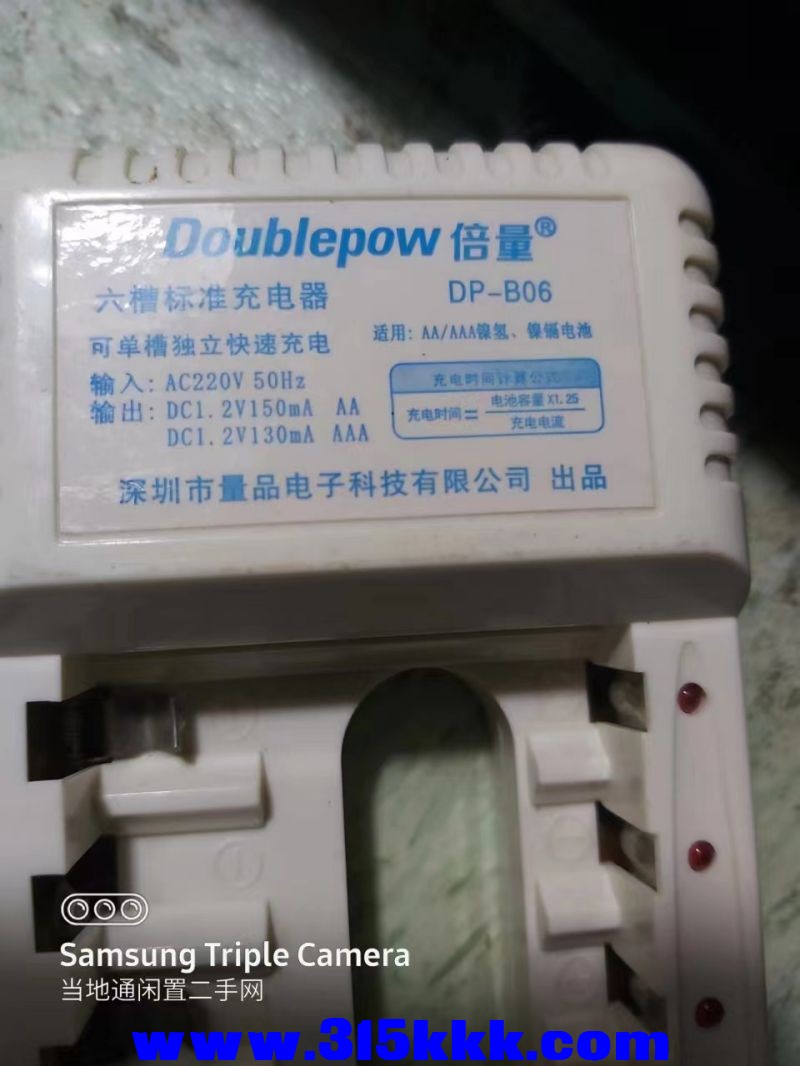 Doublepow 倍量®
六槽标准充电器 DP-B06
可单槽独立快速充电 适用: AA/AAA镍氢、镍镉电池
输入: AC220V 50Hz
输出: DC1.2V150mA AA
DC1.2V130mA AAA
充电时间计算公式
充电时间= 电池容量X1.25
充电电流
深圳市量品电子科技有限公司 出品
Samsung Triple Camera
当地通闲置二手网
www.315kkk.com